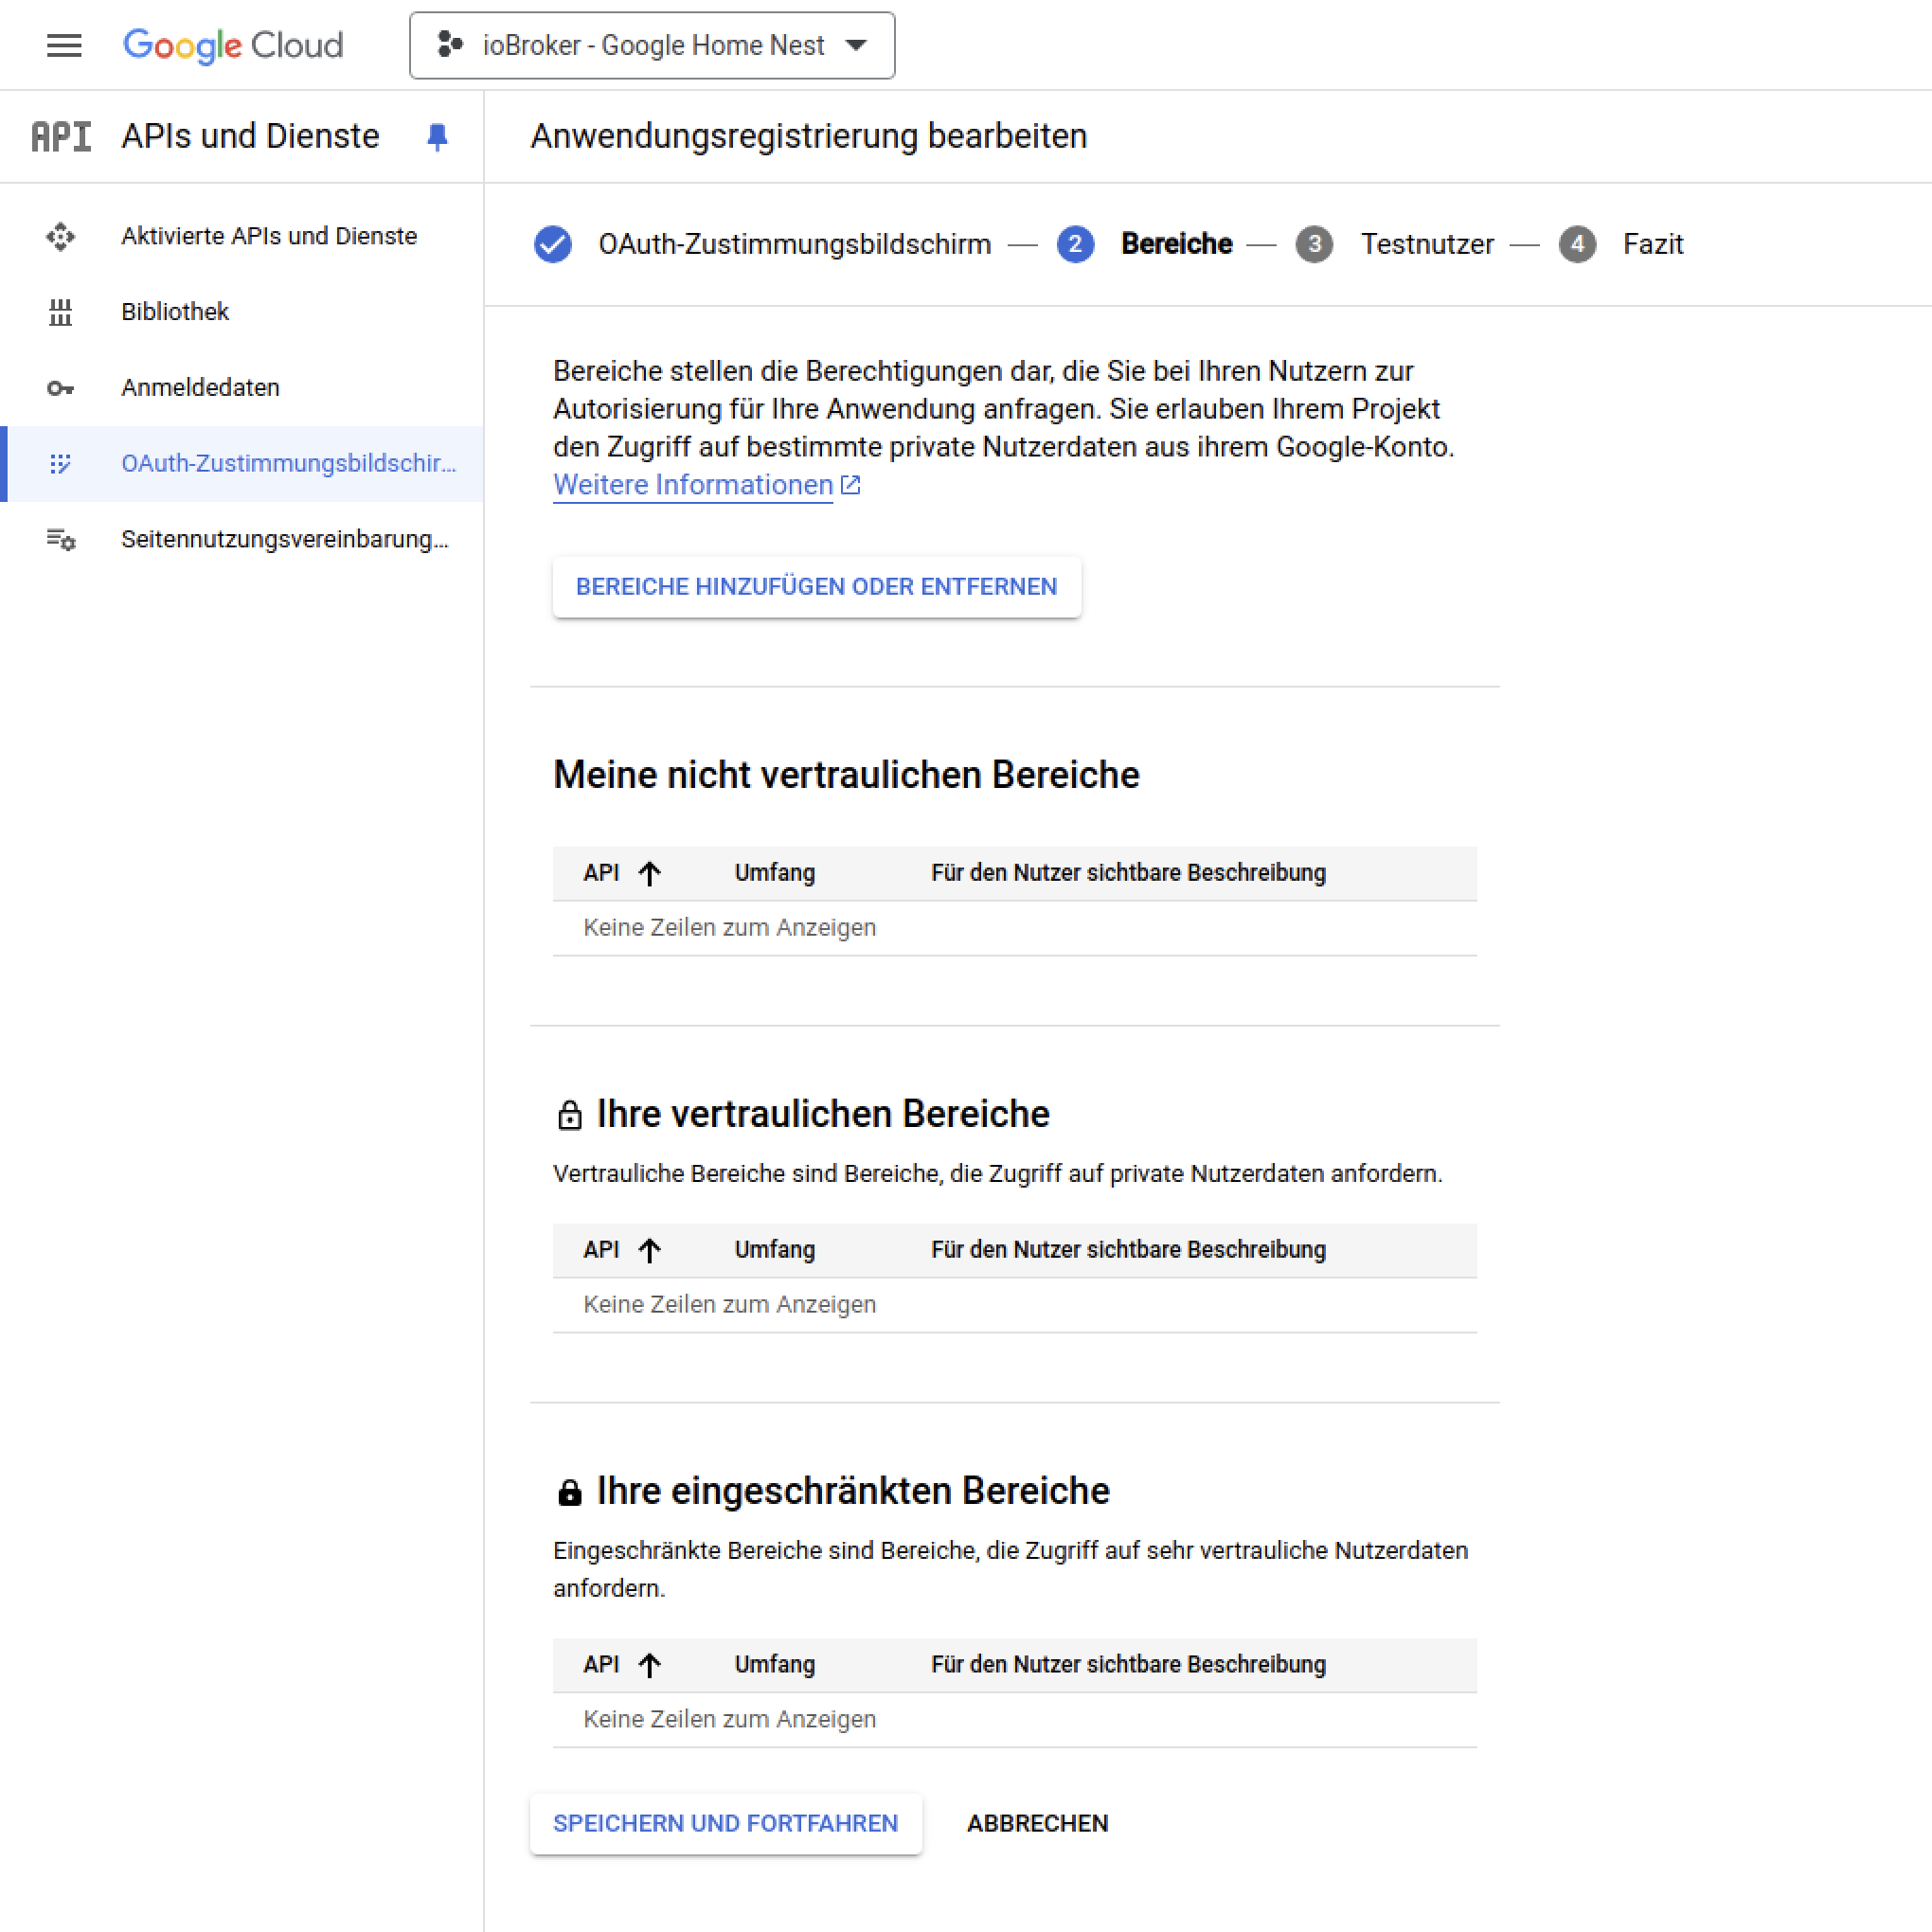 Google Cloud
ioBroker - Google Home Nest
API APIs und Dienste
Anwendungsregistrierung bearbeiten
Aktivierte APIs und Dienste
Bibliothek
Anmeldedaten
OAuth-Zustimmungsbildschir...
Seitennutzungsvereinbarung...
OAuth-Zustimmungsbildschirm — 2 Bereiche — 3 Testnutzer — 4 Fazit
Bereiche stellen die Berechtigungen dar, die Sie bei Ihren Nutzern zur
Autorisierung für Ihre Anwendung anfragen. Sie erlauben Ihrem Projekt
den Zugriff auf bestimmte private Nutzerdaten aus ihrem Google-Konto.
Weitere Informationen
BEREICHE HINZUFÜGEN ODER ENTFERNEN
Meine nicht vertraulichen Bereiche
API Umfang Für den Nutzer sichtbare Beschreibung
Keine Zeilen zum Anzeigen
Ihre vertraulichen Bereiche
Vertrauliche Bereiche sind Bereiche, die Zugriff auf private Nutzerdaten anfordern.
API Umfang Für den Nutzer sichtbare Beschreibung
Keine Zeilen zum Anzeigen
Ihre eingeschränkten Bereiche
Eingeschränkte Bereiche sind Bereiche, die Zugriff auf sehr vertrauliche Nutzerdaten
anfordern.
API Umfang Für den Nutzer sichtbare Beschreibung
Keine Zeilen zum Anzeigen
SPEICHERN UND FORTFAHREN ABBRECHEN